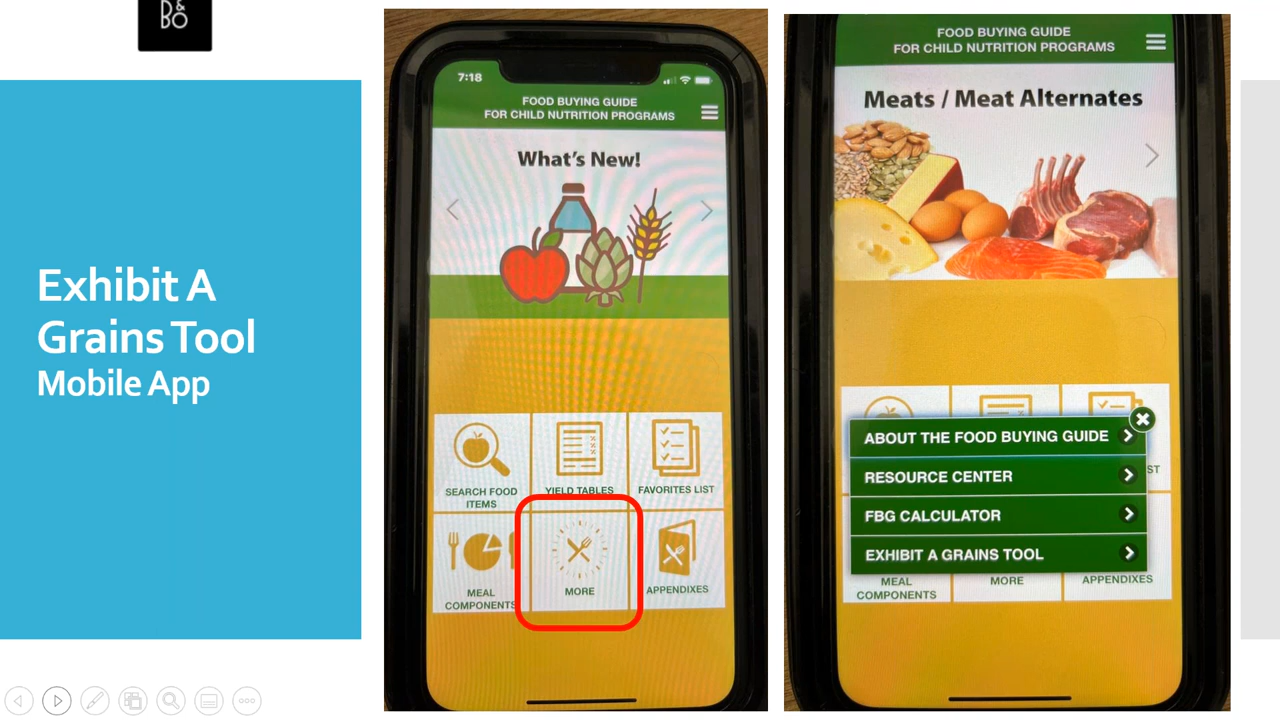 B&O
Exhibit A
Grains Tool
Mobile App
7:18
FOOD BUYING GUIDE
FOR CHILD NUTRITION PROGRAMS
What's New!
SEARCH FOOD
ITEMS
YIELD TABLES
FAVORITES LIST
MEAL
COMPONENTS
MORE
APPENDIXES
FOOD BUYING GUIDE
FOR CHILD NUTRITION PROGRAMS
Meats / Meat Alternates
ABOUT THE FOOD BUYING GUIDE
ST
RESOURCE CENTER
FBG CALCULATOR
EXHIBIT A GRAINS TOOL
MEAL
COMPONENTS
MORE
APPENDIXES